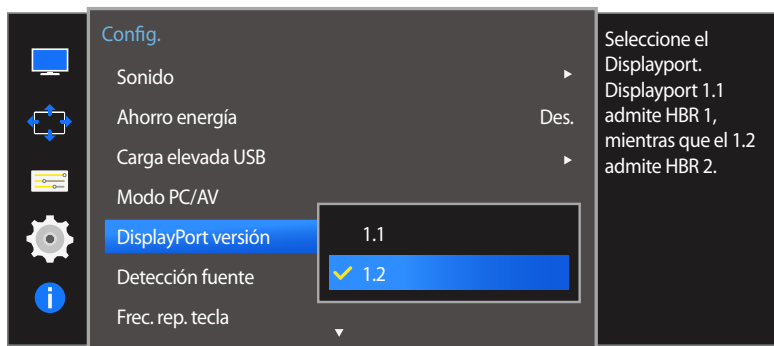 Config.
Sonido
Ahorro energía Des.
Carga elevada USB
Modo PC/AV
DisplayPort versión
1.1
1.2
Detección fuente
Frec. rep. tecla
Seleccione el
Displayport.
Displayport 1.1
admite HBR 1,
mientras que el 1.2
admite HBR 2.